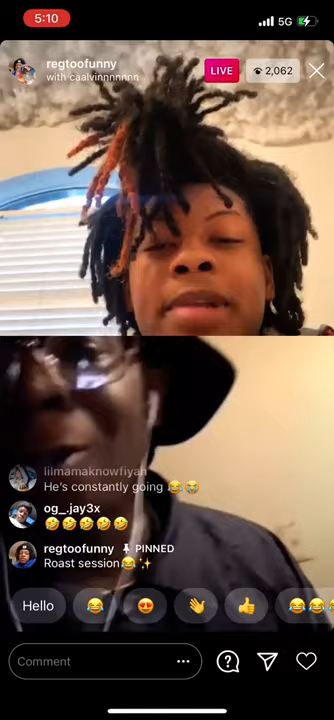 5:10
5G
regtoofunny
with caalvinnnnnnn
LIVE
2,062
lilmamaknowfiyah
He's constantly going 😂😭
og_.jay3x
🤣🤣🤣🤣🤣
regtoofunny PINNED
Roast session😂✨
Hello
Comment